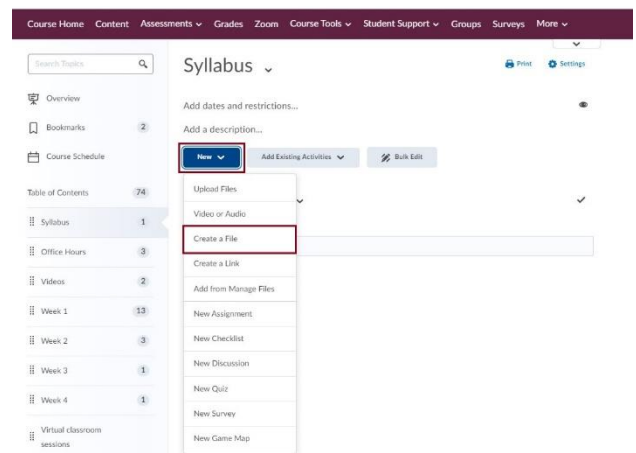 Course Home Content Assessments Grades Zoom Course Tools Student Support Groups Surveys More
Search Topics
Overview
Bookmarks 2
Course Schedule
Table of Contents 74
Syllabus 1
Office Hours 3
Videos 2
Week 1 13
Week 2 3
Week 3 1
Week 4 1
Virtual classroom
sessions
Syllabus
Print Settings
Add dates and restrictions...
Add a description...
New Add Existing Activities Bulk Edit
Upload Files
Video or Audio
Create a File
Create a Link
Add from Manage Files
New Assignment
New Checklist
New Discussion
New Quiz
New Survey
New Game Map